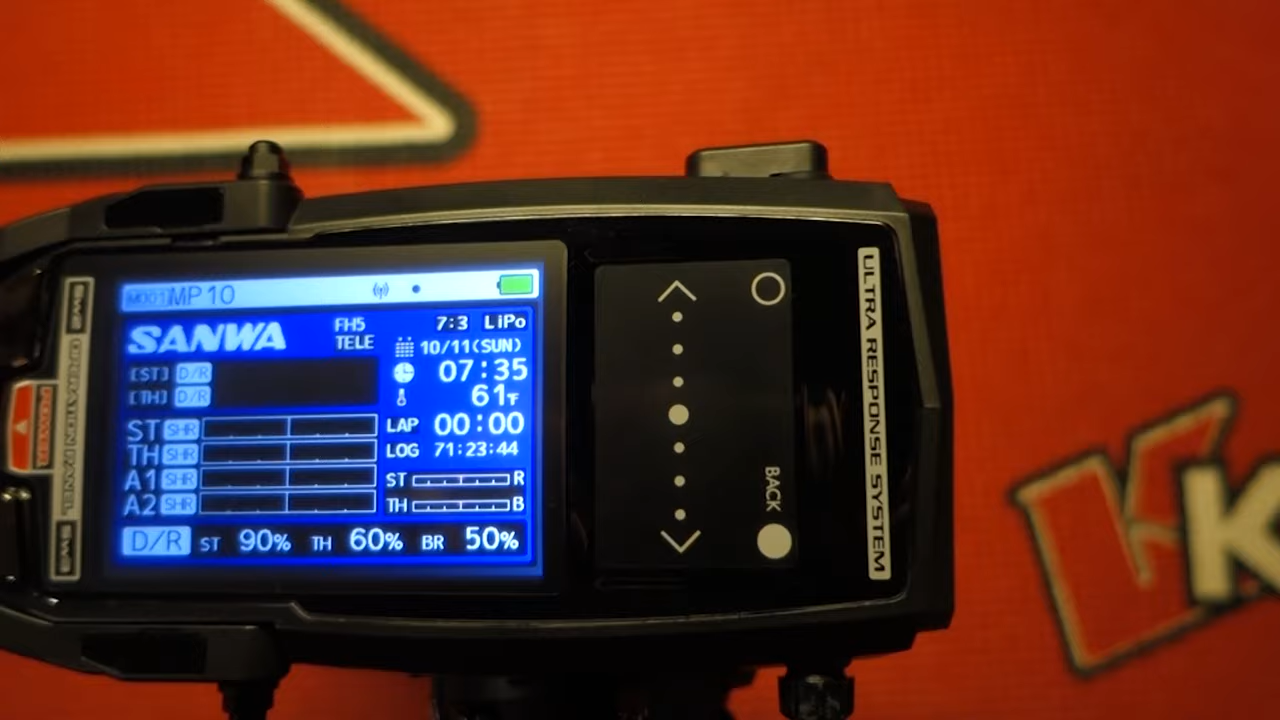 M001 MP10
SANWA
FH5
TELE
7:3 LiPo
10/11(SUN)
[ST] D/R
07:35
[TH] D/R
61F
ST SHR
LAP 00:00
TH SHR
LOG 71:23:44
A1 SHR
ST R
A2 SHR
TH B
D/R ST 90% TH 60% BR 50%
SW2 OPERATION PANEL SW3
POWER
BACK
ULTRA RESPONSE SYSTEM
K